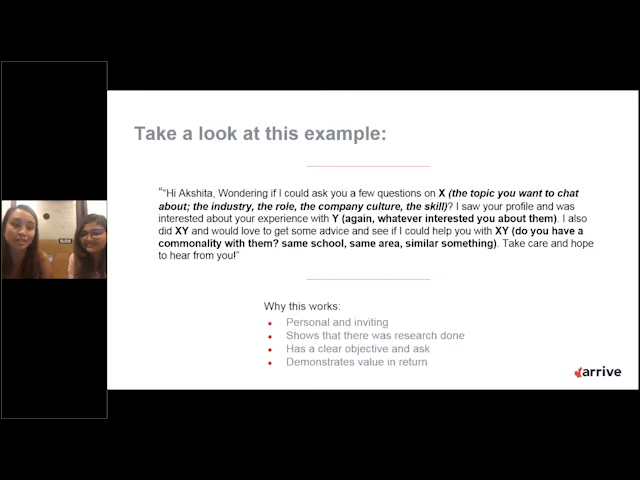 Take a look at this example:
"“Hi Akshita, Wondering if I could ask you a few questions on X (the topic you want to chat
about; the industry, the role, the company culture, the skill)? I saw your profile and was
interested about your experience with Y (again, whatever interested you about them). I also
did XY and would love to get some advice and see if I could help you with XY (do you have a
commonality with them? same school, same area, similar something). Take care and hope
to hear from you!”
Why this works:
Personal and inviting
Shows that there was research done
Has a clear objective and ask
Demonstrates value in return
arrive